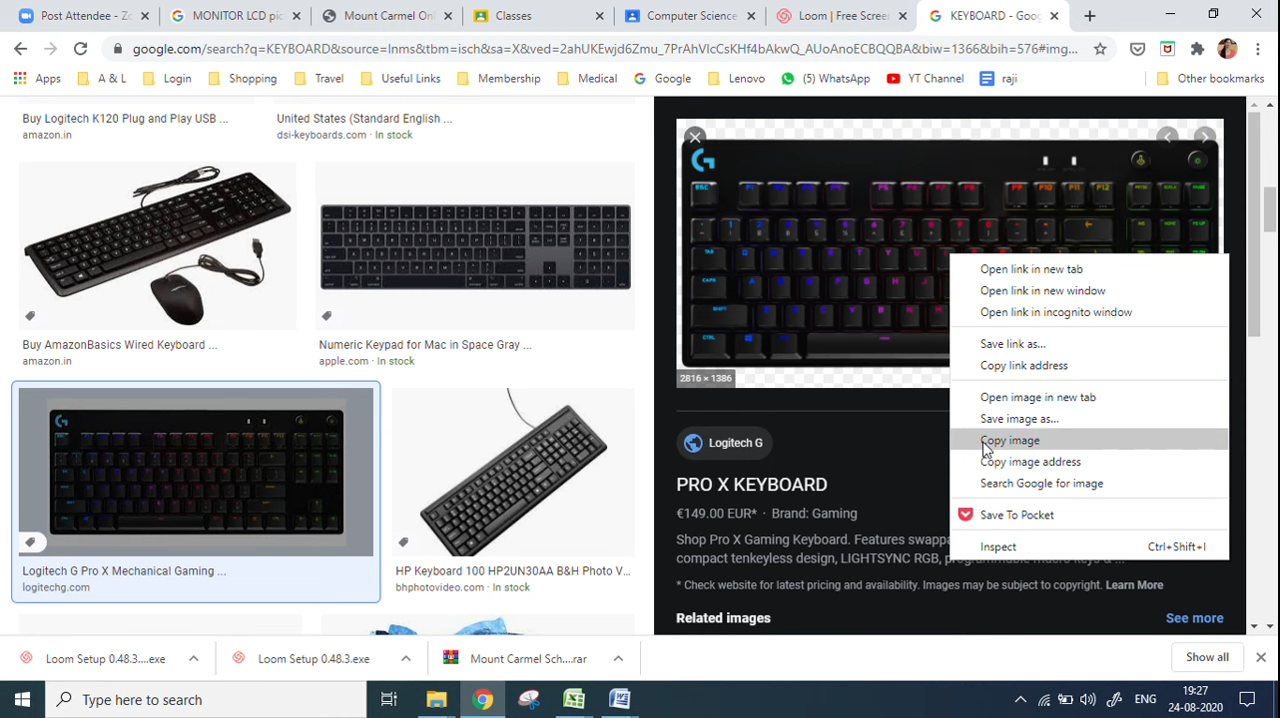 Post Attendee - Zo
MONITOR LCD pic
Mount Carmel Onl
Classes
Computer Science
Loom | Free Scree
KEYBOARD - Goog
google.com/search?q=KEYBOARD&source=lnms&tbm=isch&sa=X&ved=2ahUKEwjd6Zmu_7PrAhVIcCsKHf4bAkwQ_AUoAnoECBQQBA&biw=1366&bih=576#img...
Apps
A & L
Login
Shopping
Travel
Useful Links
Membership
Medical
Google
Lenovo
(5) WhatsApp
YT Channel
raji
Other bookmarks
Buy Logitech K120 Plug and Play USB ...
amazon.in
United States (Standard English ...
dsi-keyboards.com · In stock
Buy AmazonBasics Wired Keyboard ...
amazon.in
Numeric Keypad for Mac in Space Gray ...
apple.com · In stock
Logitech G Pro X Mechanical Gaming ...
logitechg.com
HP Keyboard 100 HP2UN30AA B&H Photo V...
bhphotovideo.com · In stock
2816 × 1386
Logitech G
PRO X KEYBOARD
€149.00 EUR* · Brand: Gaming
Shop Pro X Gaming Keyboard. Features swappa
compact tenkeyless design, LIGHTSYNC RGB, programmable macro keys & ...
* Check website for latest pricing and availability. Images may be subject to copyright. Learn More
Related images
See more
Open link in new tab
Open link in new window
Open link in incognito window
Save link as...
Copy link address
Open image in new tab
Save image as...
Copy image
Copy image address
Search Google for image
Save To Pocket
Inspect
Ctrl+Shift+I
Loom Setup 0.48.3....exe
Loom Setup 0.48.3.exe
Mount Carmel Sch....rar
Show all
Type here to search
ENG
19:27
24-08-2020